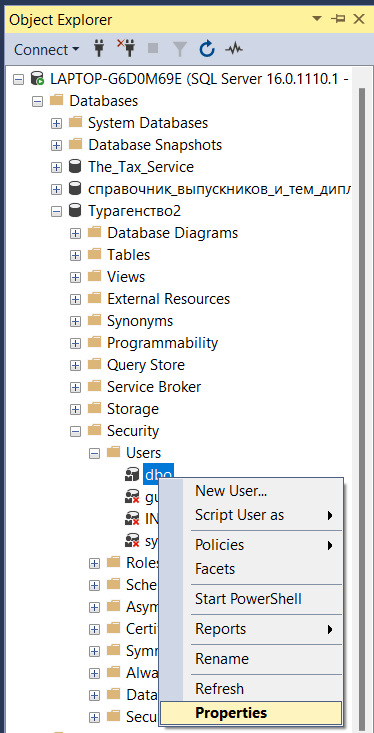 Object Explorer
Connect
LAPTOP-G6D0M69E (SQL Server 16.0.1110.1 -
Databases
System Databases
Database Snapshots
The_Tax_Service
справочник_выпускников_и_тем_дипл
Турагенство2
Database Diagrams
Tables
Views
External Resources
Synonyms
Programmability
Query Store
Service Broker
Storage
Security
Users
dbo
gu
IN
sy
Roles
Sche
Asym
Certi
Symr
Alwa
Data
Secu
New User...
Script User as
Policies
Facets
Start PowerShell
Reports
Rename
Refresh
Properties